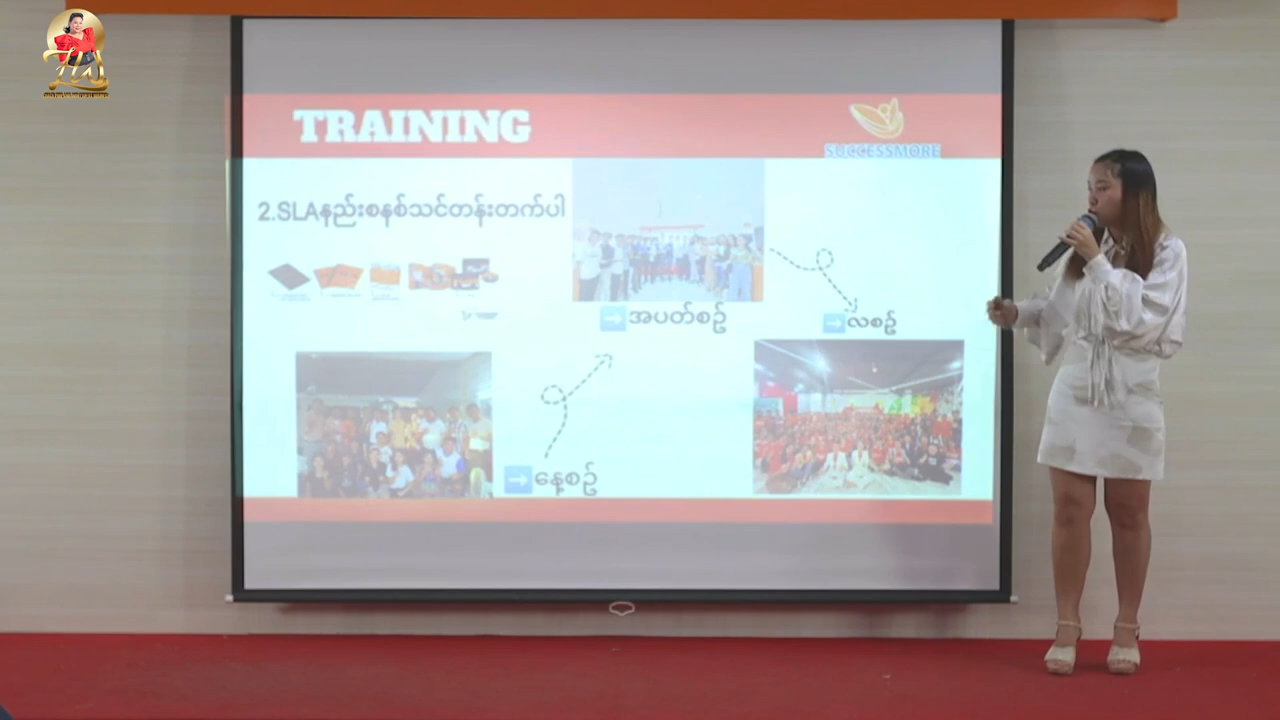 TRAINING
SUCCESSMORE
2.SLAနည်းစနစ်သင်တန်းတက်ပါ
အပတ်စဉ်
လစဉ်
နေ့စဉ်